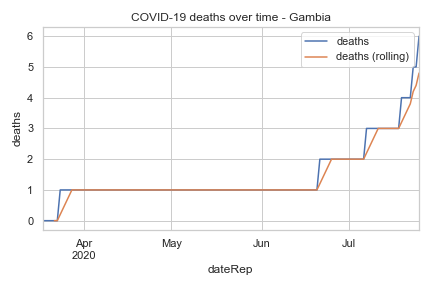 COVID-19 deaths over time - Gambia
deaths
deaths (rolling)
6
5
4
3
2
1
0
deaths
Apr
2020
May
Jun
Jul
dateRep